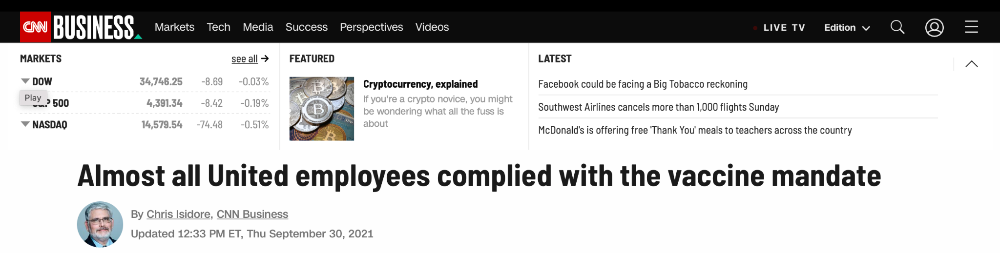 CNN BUSINESS Markets Tech Media Success Perspectives Videos LIVE TV Edition
MARKETS see all →
DOW 34,746.25 -8.69 -0.03%
Play
S&P 500 4,391.34 -8.42 -0.19%
NASDAQ 14,579.54 -74.48 -0.51%
FEATURED
Cryptocurrency, explained
If you're a crypto novice, you might
be wondering what all the fuss is
about
LATEST
Facebook could be facing a Big Tobacco reckoning
Southwest Airlines cancels more than 1,000 flights Sunday
McDonald's is offering free 'Thank You' meals to teachers across the country
Almost all United employees complied with the vaccine mandate
By Chris Isidore, CNN Business
Updated 12:33 PM ET, Thu September 30, 2021